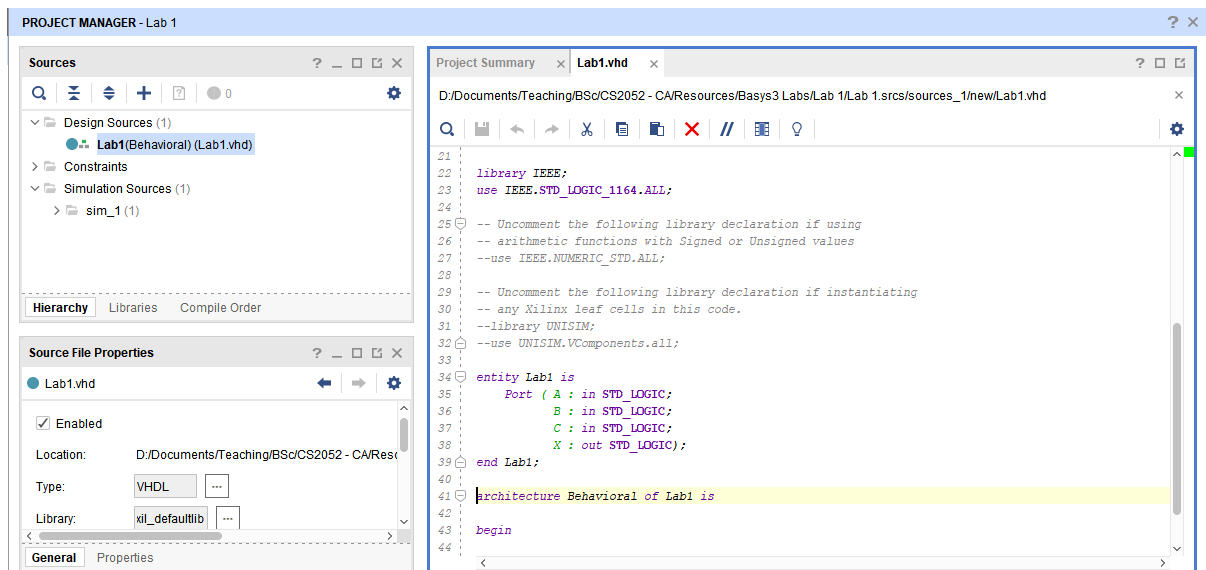 PROJECT MANAGER - Lab 1
Sources
0
Design Sources (1)
Lab1(Behavioral) (Lab1.vhd)
Constraints
Simulation Sources (1)
sim_1 (1)
Hierarchy Libraries Compile Order
Source File Properties
Lab1.vhd
Enabled
Location: D:/Documents/Teaching/BSc/CS2052 - CA/Reso
Type: VHDL ...
Library: xil_defaultlib ...
General Properties
Project Summary Lab1.vhd
D:/Documents/Teaching/BSc/CS2052 - CA/Resources/Basys3 Labs/Lab 1/Lab 1.srcs/sources_1/new/Lab1.vhd
21
22 library IEEE;
23 use IEEE.STD_LOGIC_1164.ALL;
24
25 -- Uncomment the following library declaration if using
26 -- arithmetic functions with Signed or Unsigned values
27 --use IEEE.NUMERIC_STD.ALL;
28
29 -- Uncomment the following library declaration if instantiating
30 -- any Xilinx leaf cells in this code.
31 --library UNISIM;
32 --use UNISIM.VComponents.all;
33
34 entity Lab1 is
35 Port ( A : in STD_LOGIC;
36 B : in STD_LOGIC;
37 C : in STD_LOGIC;
38 X : out STD_LOGIC);
39 end Lab1;
40
41 architecture Behavioral of Lab1 is
42
43 begin
44